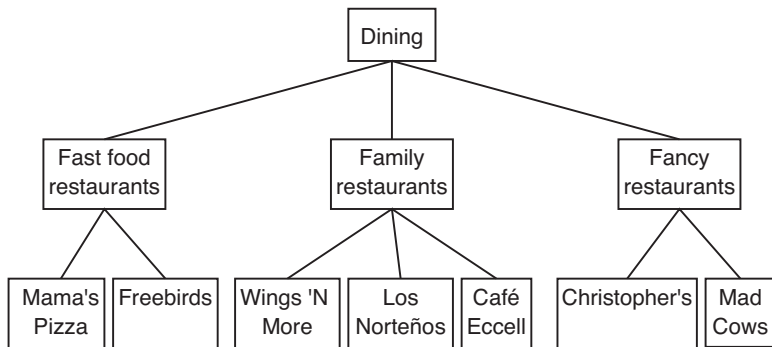 Dining
Fast food
restaurants
Family
restaurants
Fancy
restaurants
Mama's
Pizza
Freebirds
Wings 'N
More
Los
Norteños
Café
Eccell
Christopher's
Mad
Cows